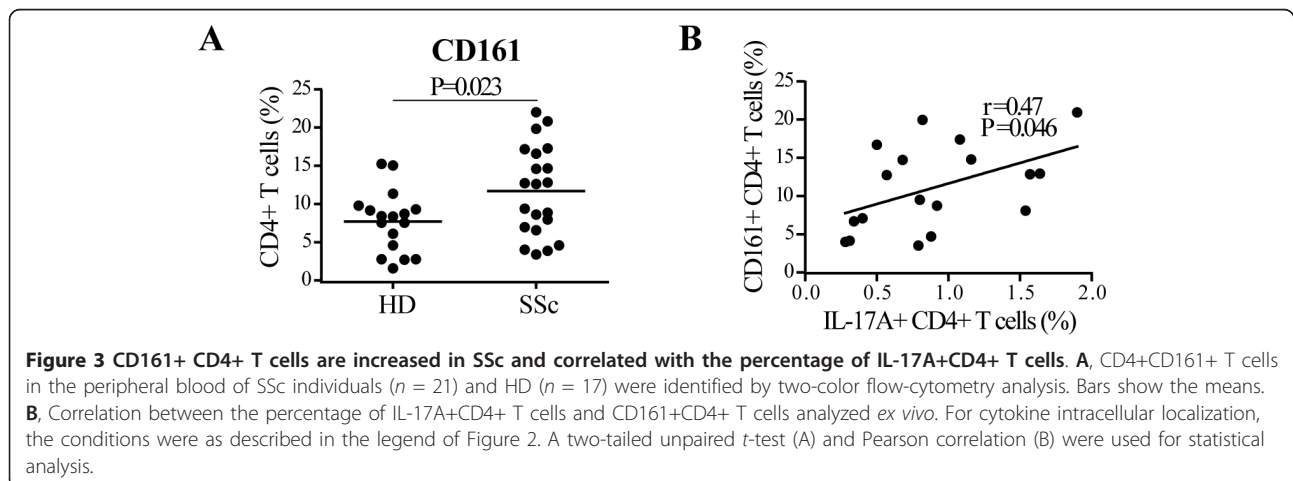 A
CD161
P=0.023
CD4+ T cells (%)
25
20
15
10
5
0
HD
SSc
B
CD161+ CD4+ T cells (%)
25
20
15
10
5
0
r=0.47
P=0.046
0.0
0.5
1.0
1.5
2.0
IL-17A+ CD4+ T cells (%)
Figure 3 CD161+ CD4+ T cells are increased in SSc and correlated with the percentage of IL-17A+CD4+ T cells. A, CD4+CD161+ T cells
in the peripheral blood of SSc individuals (n = 21) and HD (n = 17) were identified by two-color flow-cytometry analysis. Bars show the means.
B, Correlation between the percentage of IL-17A+CD4+ T cells and CD161+CD4+ T cells analyzed ex vivo. For cytokine intracellular localization,
the conditions were as described in the legend of Figure 2. A two-tailed unpaired t-test (A) and Pearson correlation (B) were used for statistical
analysis.